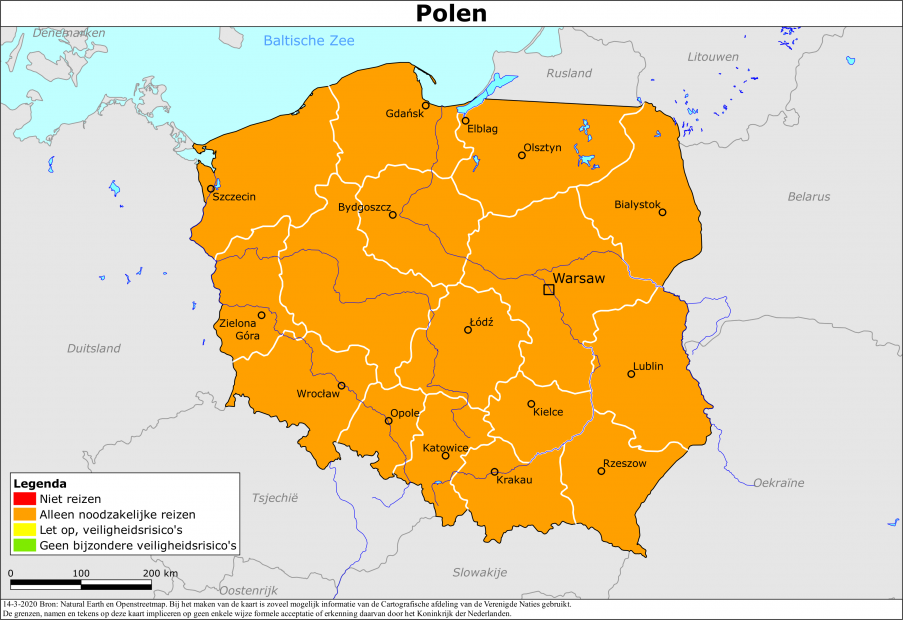 Polen
Denemarken
Baltische Zee
Litouwen
Rusland
Gdańsk
Elbląg
Olsztyn
Szczecin
Bydgoszcz
Białystok
Belarus
Warsaw
Zielona
Góra
Łódź
Duitsland
Lublin
Wrocław
Opole
Kielce
Katowice
Krakau
Rzeszow
Legenda
Niet reizen
Alleen noodzakelijke reizen
Let op, veiligheidsrisico's
Geen bijzondere veiligheidsrisico's
Tsjechië
Oekraïne
Slowakije
Oostenrijk
0 100 200 km
14-3-2020 Bron: Natural Earth en Openstreetmap. Bij het maken van de kaart is zoveel mogelijk informatie van de Cartografische afdeling van de Verenigde Naties gebruikt.
De grenzen, namen en tekens op deze kaart impliceren op geen enkele wijze formele acceptatie of erkenning daarvan door het Koninkrijk der Nederlanden.